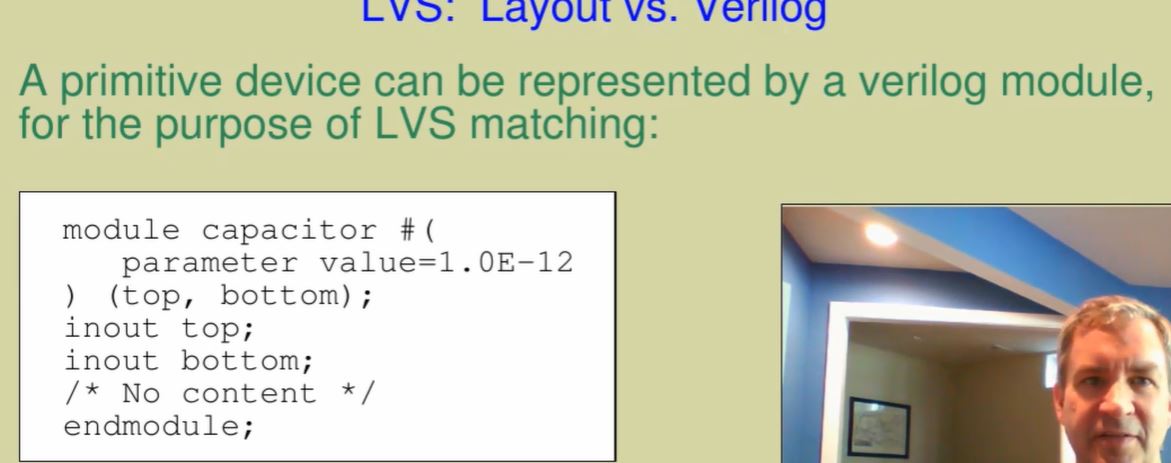 LVS: Layout vs. Verilog
A primitive device can be represented by a verilog module,
for the purpose of LVS matching:
module capacitor #(
parameter value=1.0E-12
) (top, bottom);
inout top;
inout bottom;
/* No content */
endmodule;